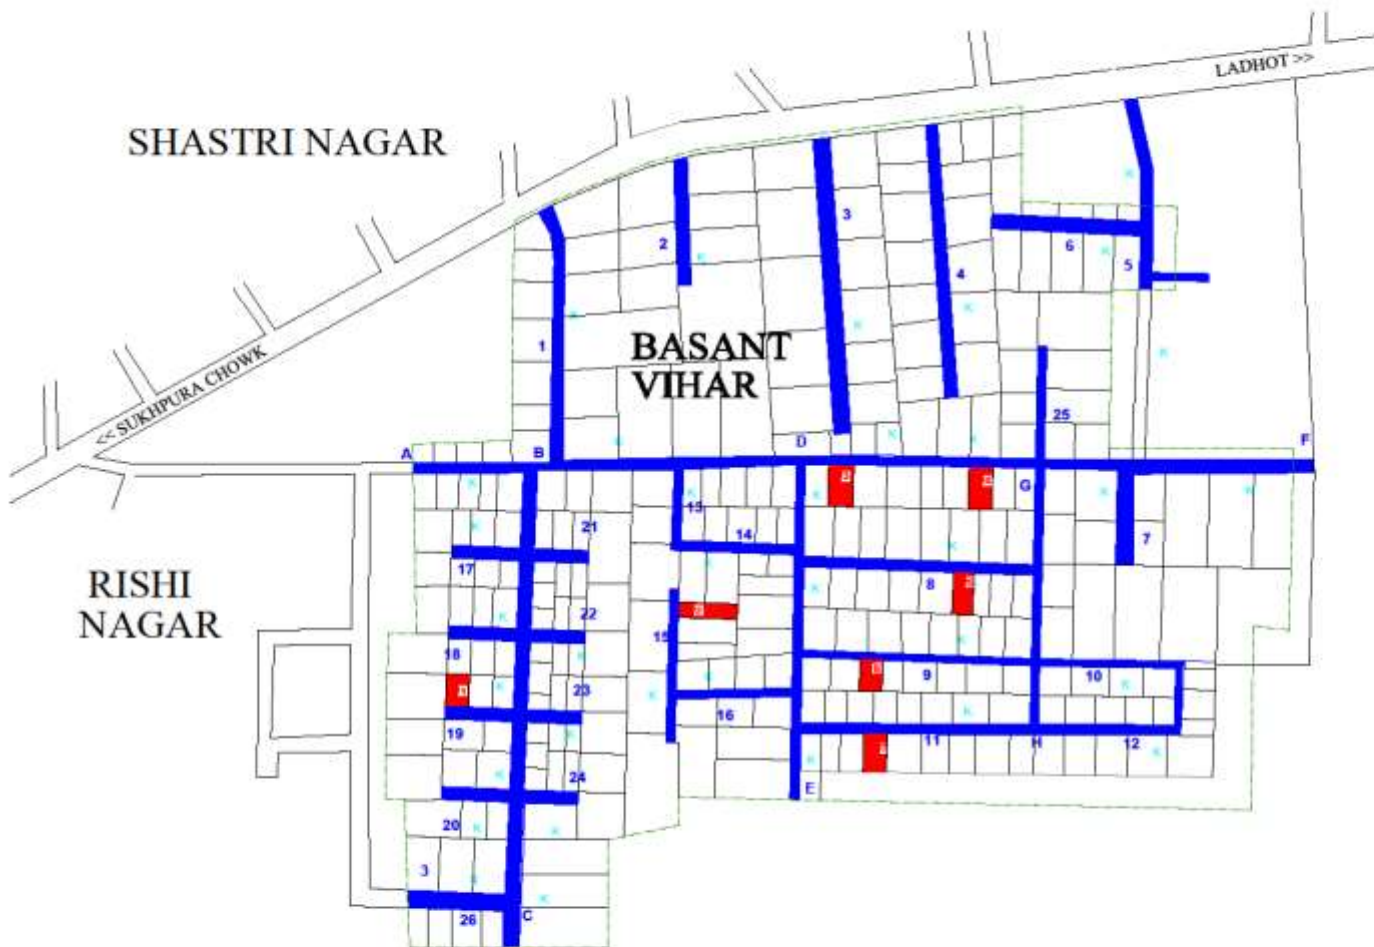 LADHOT >>
SHASTRI NAGAR
<< SUKHPURA CHOWK
BASANT
VIHAR
RISHI
NAGAR
K
3
2
K
6
K
5
4
K
K
K
1
K
25
K
K
K
A
B
D
F
K
K
K
K
K
G
13
21
K
14
K
7
17
K
K
8
22
K
K
15
K
18
K
K
K
23
K
9
10
K
16
K
19
K
11
H
12
K
K
K
24
E
20
K
K
3
K
K
26
C